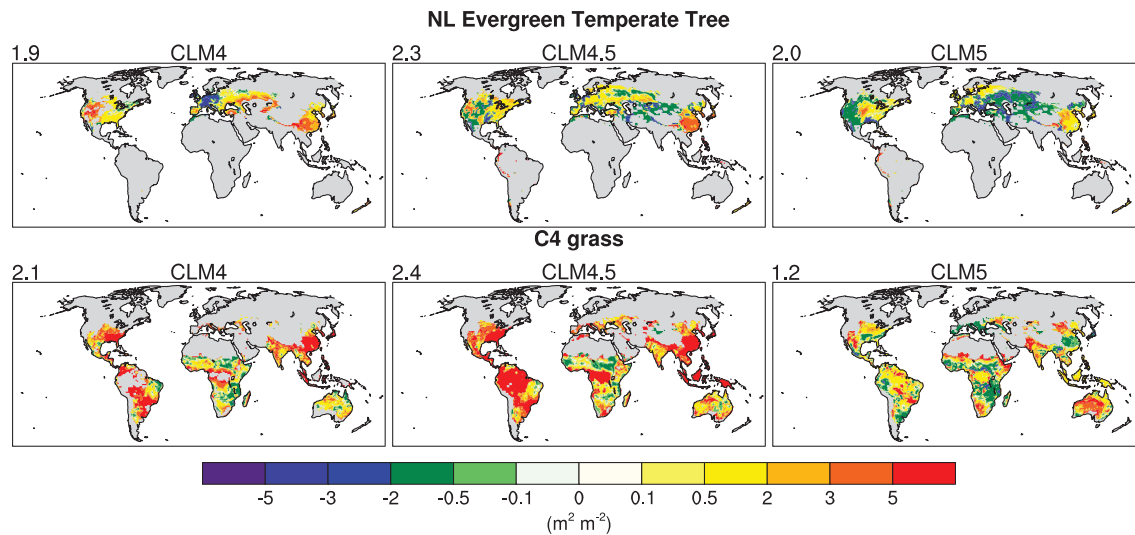 NL Evergreen Temperate Tree
1.9 CLM4 2.3 CLM4.5 2.0 CLM5
C4 grass
2.1 CLM4 2.4 CLM4.5 1.2 CLM5
-5 -3 -2 -0.5 -0.1 0 0.1 0.5 2 3 5
(m² m⁻²)